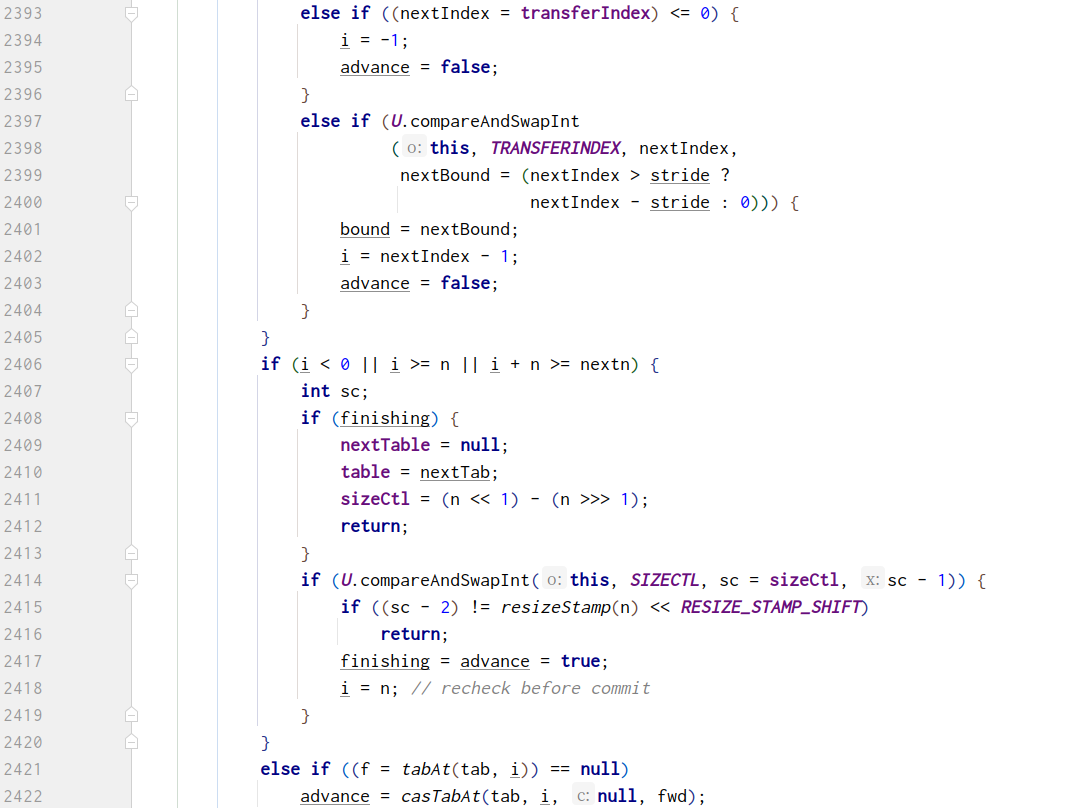 2393 else if ((nextIndex = transferIndex) <= 0) {
2394 i = -1;
2395 advance = false;
2396 }
2397 else if (U.compareAndSwapInt
2398 ( o: this, TRANSFERINDEX, nextIndex,
2399 nextBound = (nextIndex > stride ?
2400 nextIndex - stride : 0))) {
2401 bound = nextBound;
2402 i = nextIndex - 1;
2403 advance = false;
2404 }
2405 }
2406 if (i < 0 || i >= n || i + n >= nextn) {
2407 int sc;
2408 if (finishing) {
2409 nextTable = null;
2410 table = nextTab;
2411 sizeCtl = (n << 1) - (n >>> 1);
2412 return;
2413 }
2414 if (U.compareAndSwapInt( o: this, SIZECTL, sc = sizeCtl, x: sc - 1)) {
2415 if ((sc - 2) != resizeStamp(n) << RESIZE_STAMP_SHIFT)
2416 return;
2417 finishing = advance = true;
2418 i = n; // recheck before commit
2419 }
2420 }
2421 else if ((f = tabAt(tab, i)) == null)
2422 advance = casTabAt(tab, i, c: null, fwd);